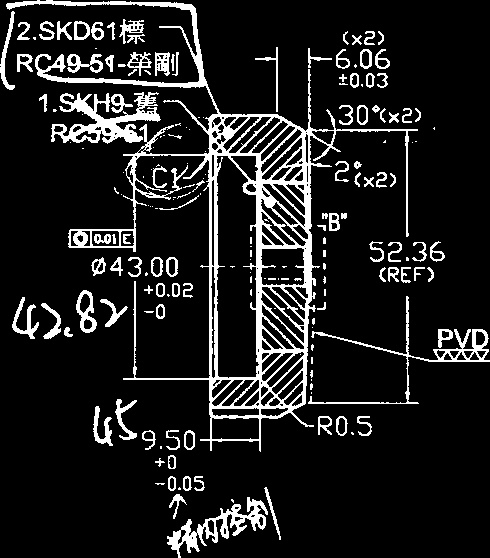 2.SKD61標
RC49-51-榮剛
1.SKH9-舊
RC59-61
(x2)
6.06
±0.03
30°(x2)
C1
2°(x2)
"B"
◎ 0.01 E
Ø43.00
+0.02
-0
42.82
52.36
(REF)
PVD
R0.5
45
9.50
+0
-0.05
精內控制